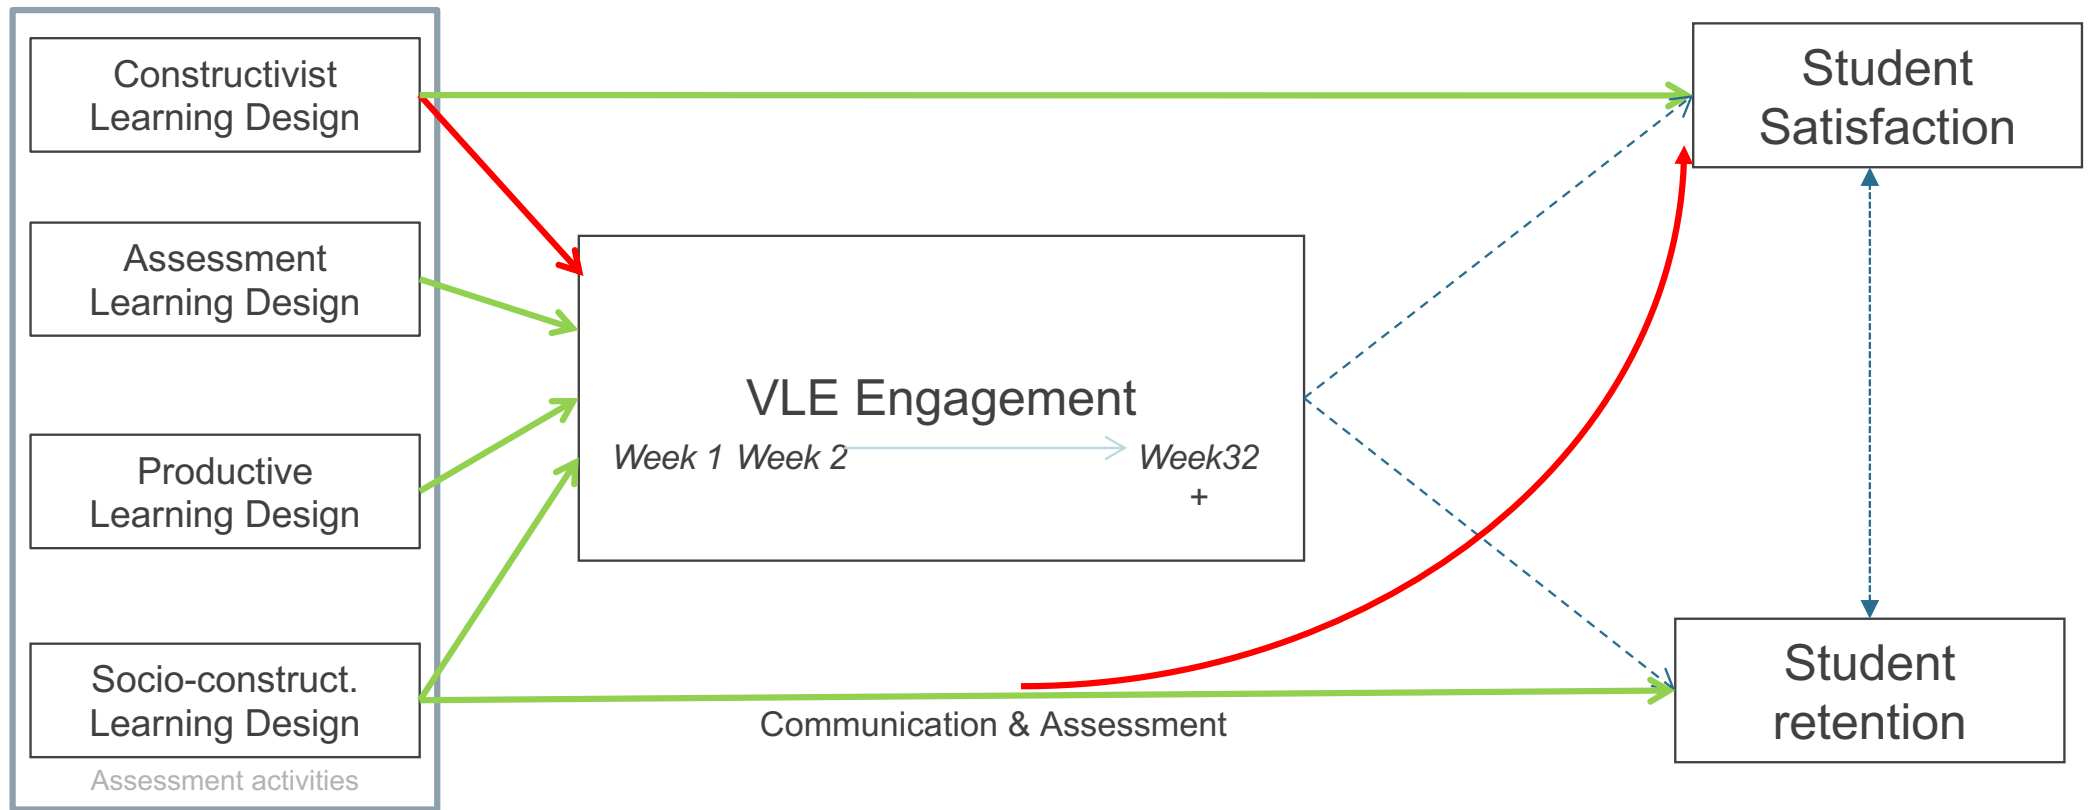 Constructivist
Learning Design
Assessment
Learning Design
Productive
Learning Design
Socio-construct.
Learning Design
Assessment activities
VLE Engagement
Week 1 Week 2 Week32
+
Communication & Assessment
Student
Satisfaction
Student
retention